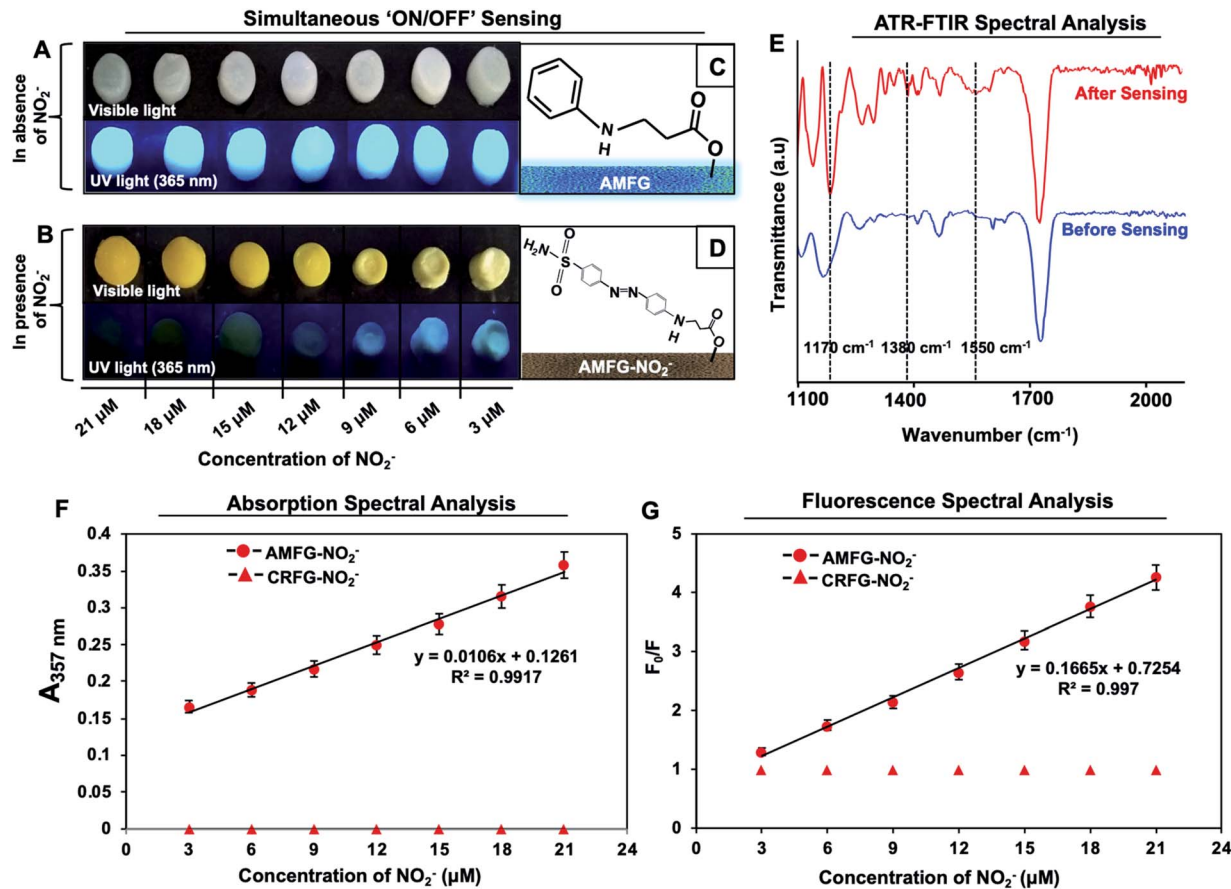 Simultaneous ‘ON/OFF’ Sensing
A
In absence
of NO₂⁻
Visible light
UV light (365 nm)
C
N
H
O
O
AMFG
B
In presence
of NO₂⁻
Visible light
UV light (365 nm)
D
H₂N
O
S
O
N=N
N
H
O
O
AMFG-NO₂⁻
21 µM
18 µM
15 µM
12 µM
9 µM
6 µM
3 µM
Concentration of NO₂⁻
ATR-FTIR Spectral Analysis
E
Transmittance (a.u)
After Sensing
Before Sensing
1170 cm⁻¹
1380 cm⁻¹
1550 cm⁻¹
1100
1400
1700
2000
Wavenumber (cm⁻¹)
F
Absorption Spectral Analysis
A357 nm
0.4
0.35
0.3
0.25
0.2
0.15
0.1
0.05
0
AMFG-NO₂⁻
CRFG-NO₂⁻
y = 0.0106x + 0.1261
R² = 0.9917
0 3 6 9 12 15 18 21 24
Concentration of NO₂⁻ (µM)
G
Fluorescence Spectral Analysis
F₀/F
5
4
3
2
1
0
AMFG-NO₂⁻
CRFG-NO₂⁻
y = 0.1665x + 0.7254
R² = 0.997
0 3 6 9 12 15 18 21 24
Concentration of NO₂⁻ (µM)